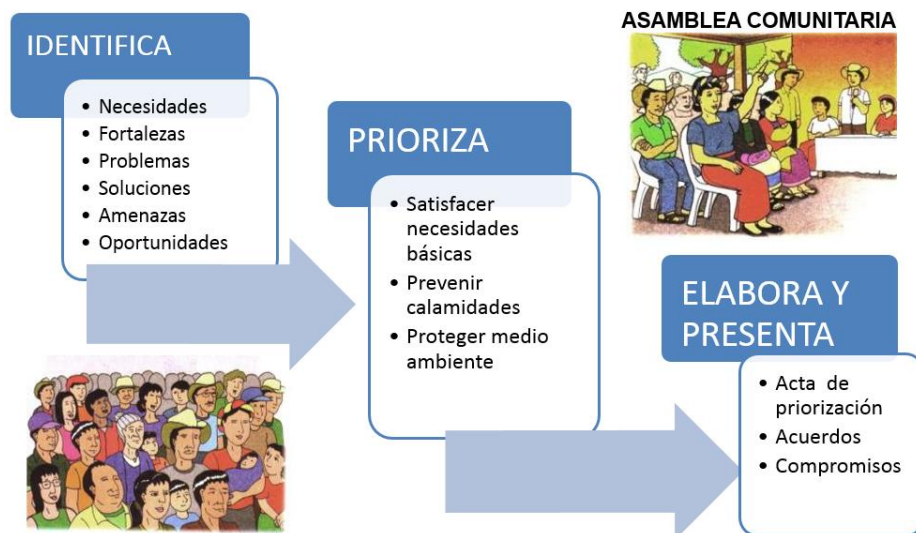 ASAMBLEA COMUNITARIA
IDENTIFICA
• Necesidades
• Fortalezas
• Problemas
• Soluciones
• Amenazas
• Oportunidades
PRIORIZA
• Satisfacer
necesidades
básicas
• Prevenir
calamidades
• Proteger medio
ambiente
ELABORA Y
PRESENTA
• Acta de
priorización
• Acuerdos
• Compromisos